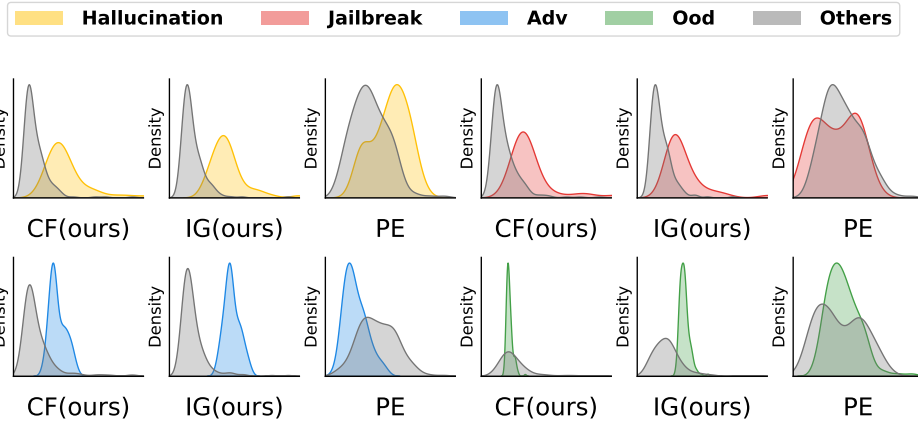 Hallucination Jailbreak Adv Ood Others
Density Density Density Density Density Density
CF(ours) IG(ours) PE CF(ours) IG(ours) PE
Density Density Density Density Density Density
CF(ours) IG(ours) PE CF(ours) IG(ours) PE